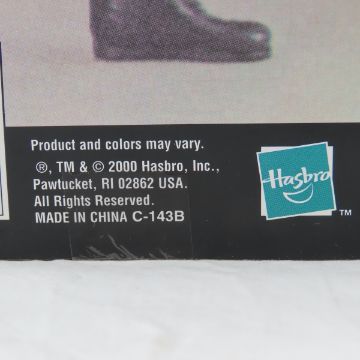 Product and colors may vary.
®, TM & © 2000 Hasbro, Inc.,
Pawtucket, RI 02862 USA.
All Rights Reserved.
MADE IN CHINA C-143B
Hasbro
TM